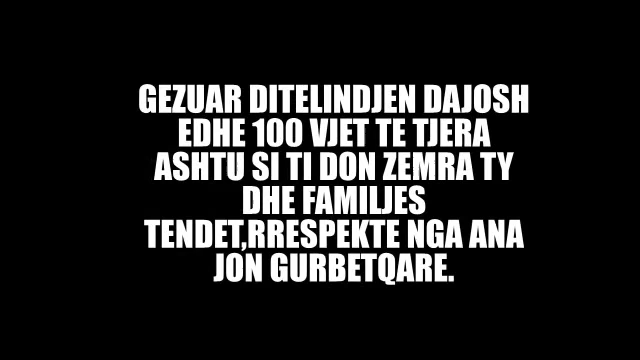 GEZUAR DITELINDJEN DAJOSH
EDHE 100 VJET TE TJERA
ASHTU SI TI DON ZEMRA TY
DHE FAMILJES
TENDET,RRESPEKTE NGA ANA
JON GURBETQARE.